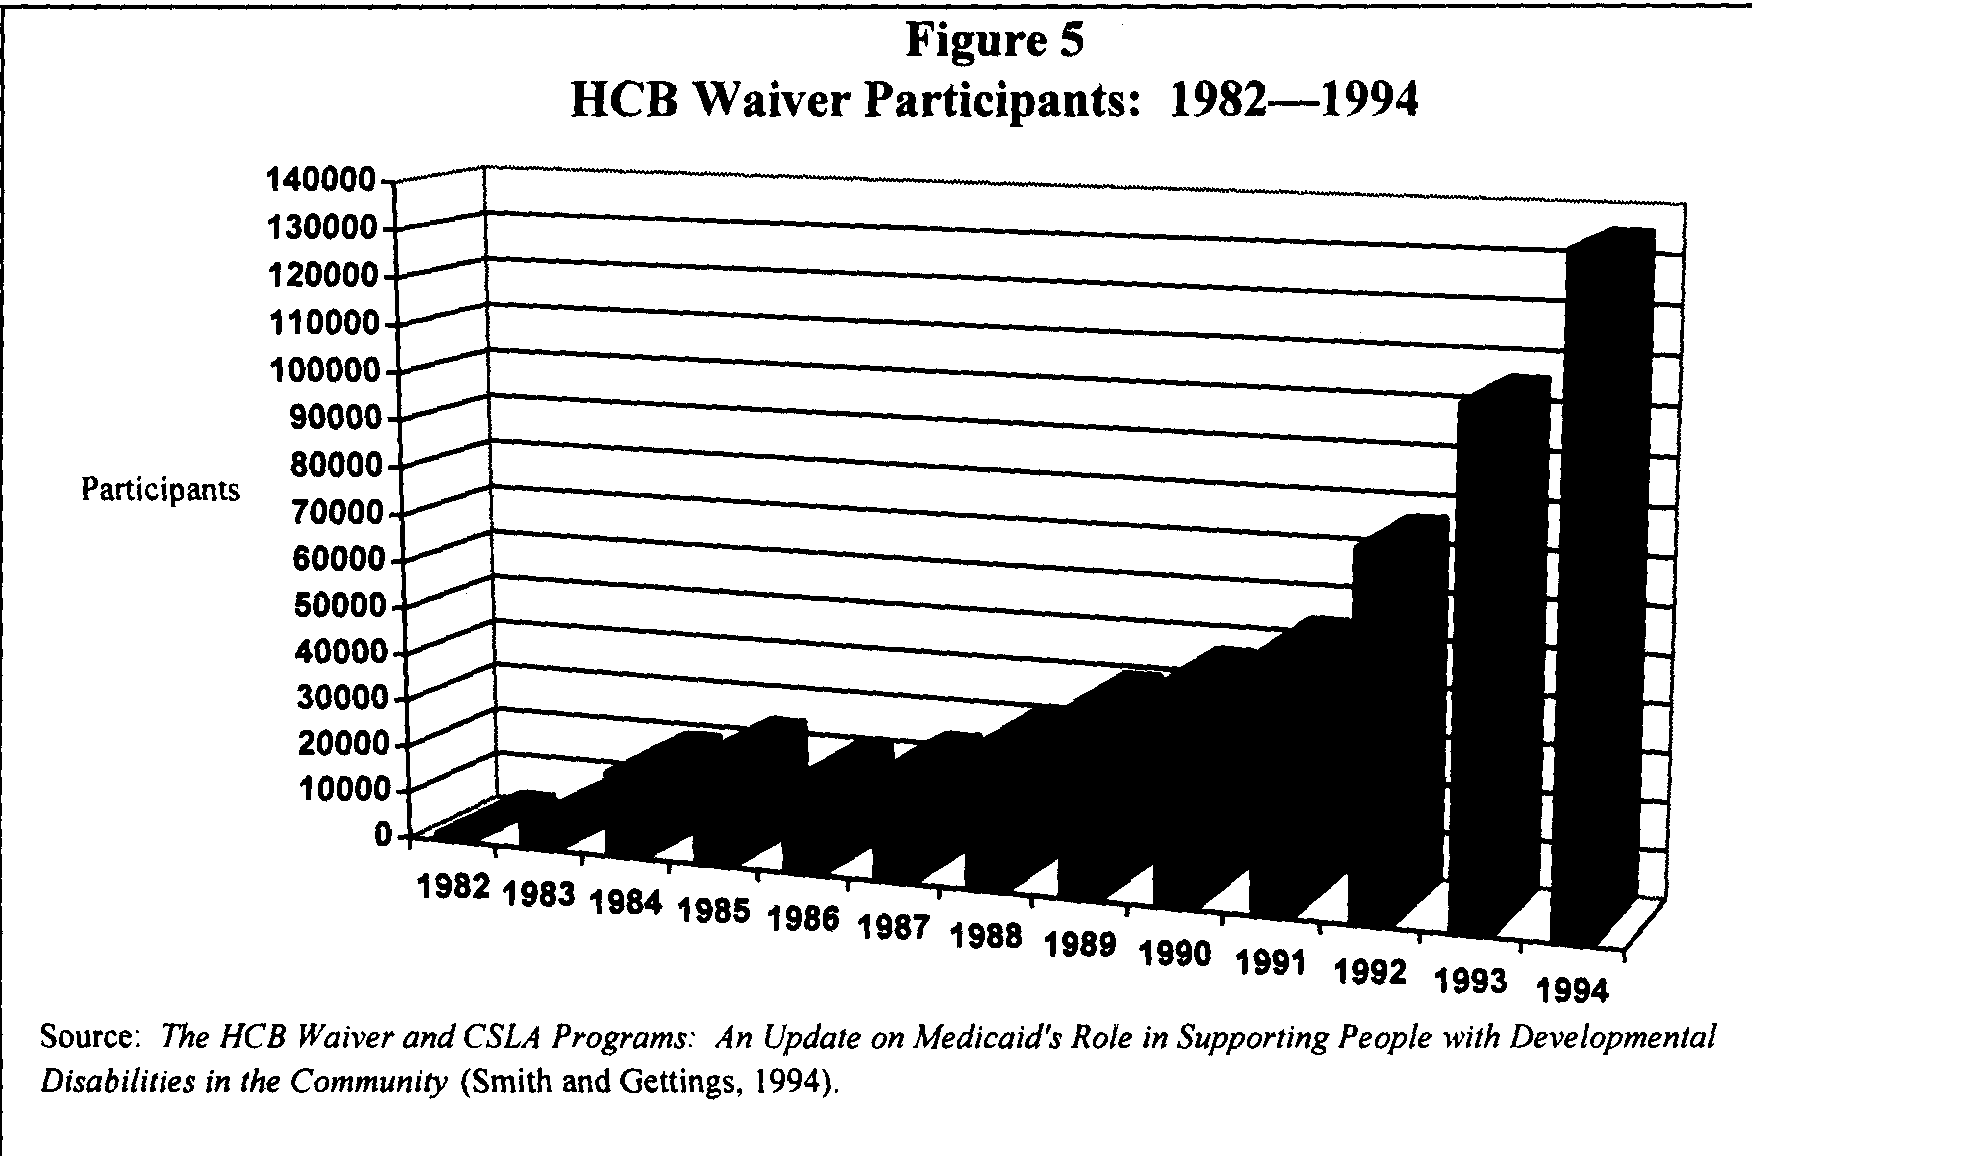 Figure 5
HCB Waiver Participants: 1982—1994
140000
130000
120000
110000
100000
90000
80000
Participants
70000
60000
50000
40000
30000
20000
10000
0
1982 1983 1984 1985 1986 1987 1988 1989 1990 1991 1992 1993 1994
Source: The HCB Waiver and CSLA Programs: An Update on Medicaid's Role in Supporting People with Developmental
Disabilities in the Community (Smith and Gettings, 1994).